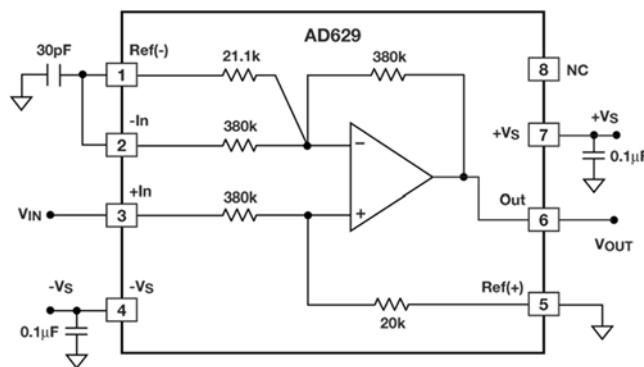 AD629
30pF
Ref(-)
1
21.1k
380k
8
NC
-In
2
380k
+VS
7
+VS
0.1µF
+In
VIN
3
380k
Out
6
VOUT
-VS
-VS
4
0.1µF
Ref(+)
5
20k
−
+